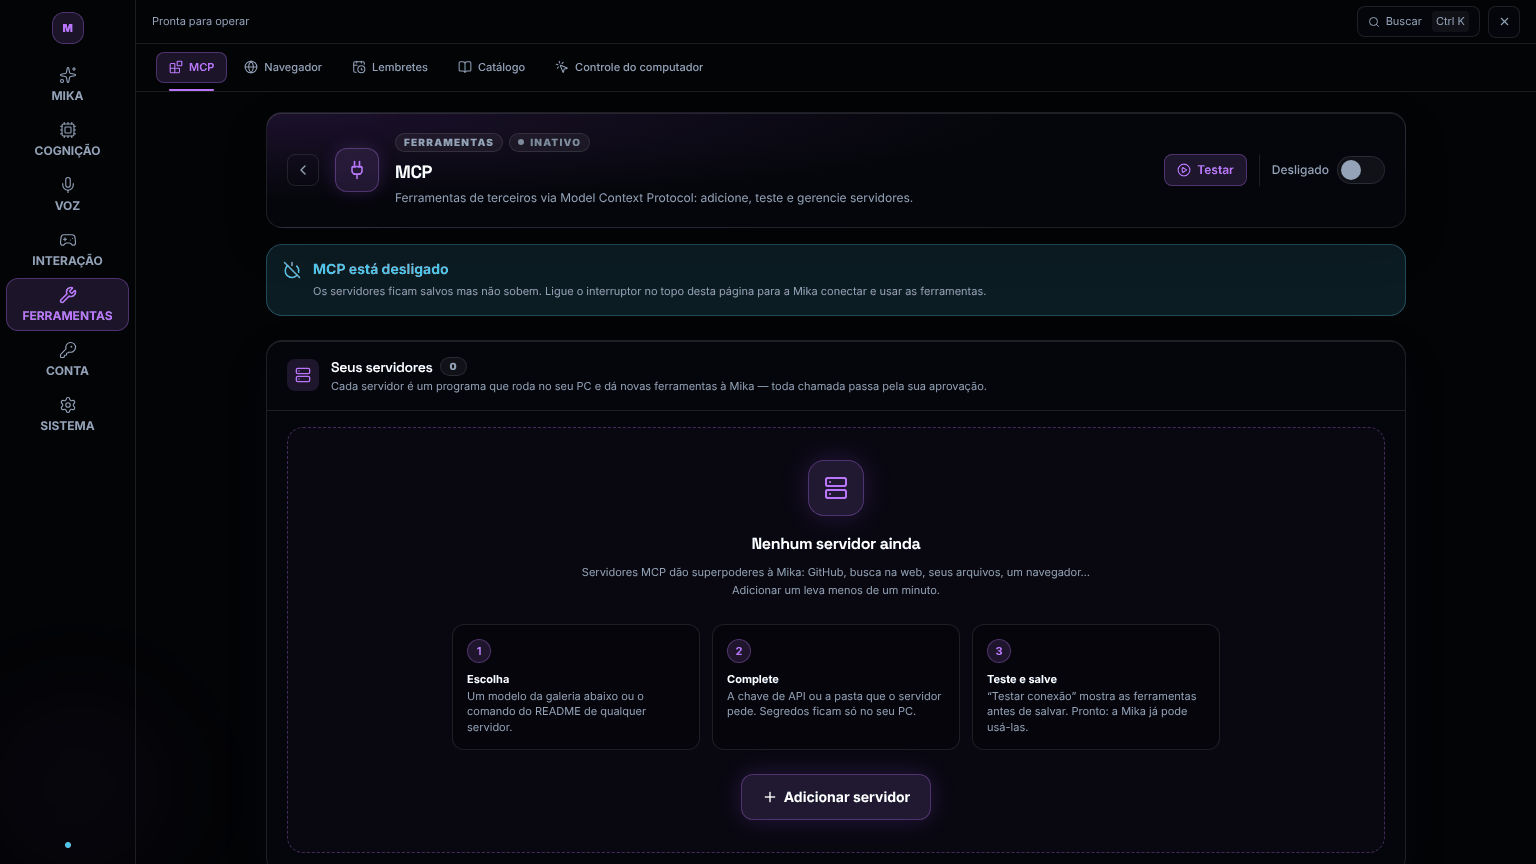 M
MIKA
COGNIÇÃO
VOZ
INTERAÇÃO
FERRAMENTAS
CONTA
SISTEMA
Pronta para operar
Buscar Ctrl K
MCP
Navegador
Lembretes
Catálogo
Controle do computador
FERRAMENTAS
INATIVO
MCP
Ferramentas de terceiros via Model Context Protocol: adicione, teste e gerencie servidores.
Testar
Desligado
MCP está desligado
Os servidores ficam salvos mas não sobem. Ligue o interruptor no topo desta página para a Mika conectar e usar as ferramentas.
Seus servidores 0
Cada servidor é um programa que roda no seu PC e dá novas ferramentas à Mika — toda chamada passa pela sua aprovação.
Nenhum servidor ainda
Servidores MCP dão superpoderes à Mika: GitHub, busca na web, seus arquivos, um navegador...
Adicionar um leva menos de um minuto.
1
Escolha
Um modelo da galeria abaixo ou o
comando do README de qualquer
servidor.
2
Complete
A chave de API ou a pasta que o servidor
pede. Segredos ficam só no seu PC.
3
Teste e salve
“Testar conexão” mostra as ferramentas
antes de salvar. Pronto: a Mika já pode
usá-las.
Adicionar servidor